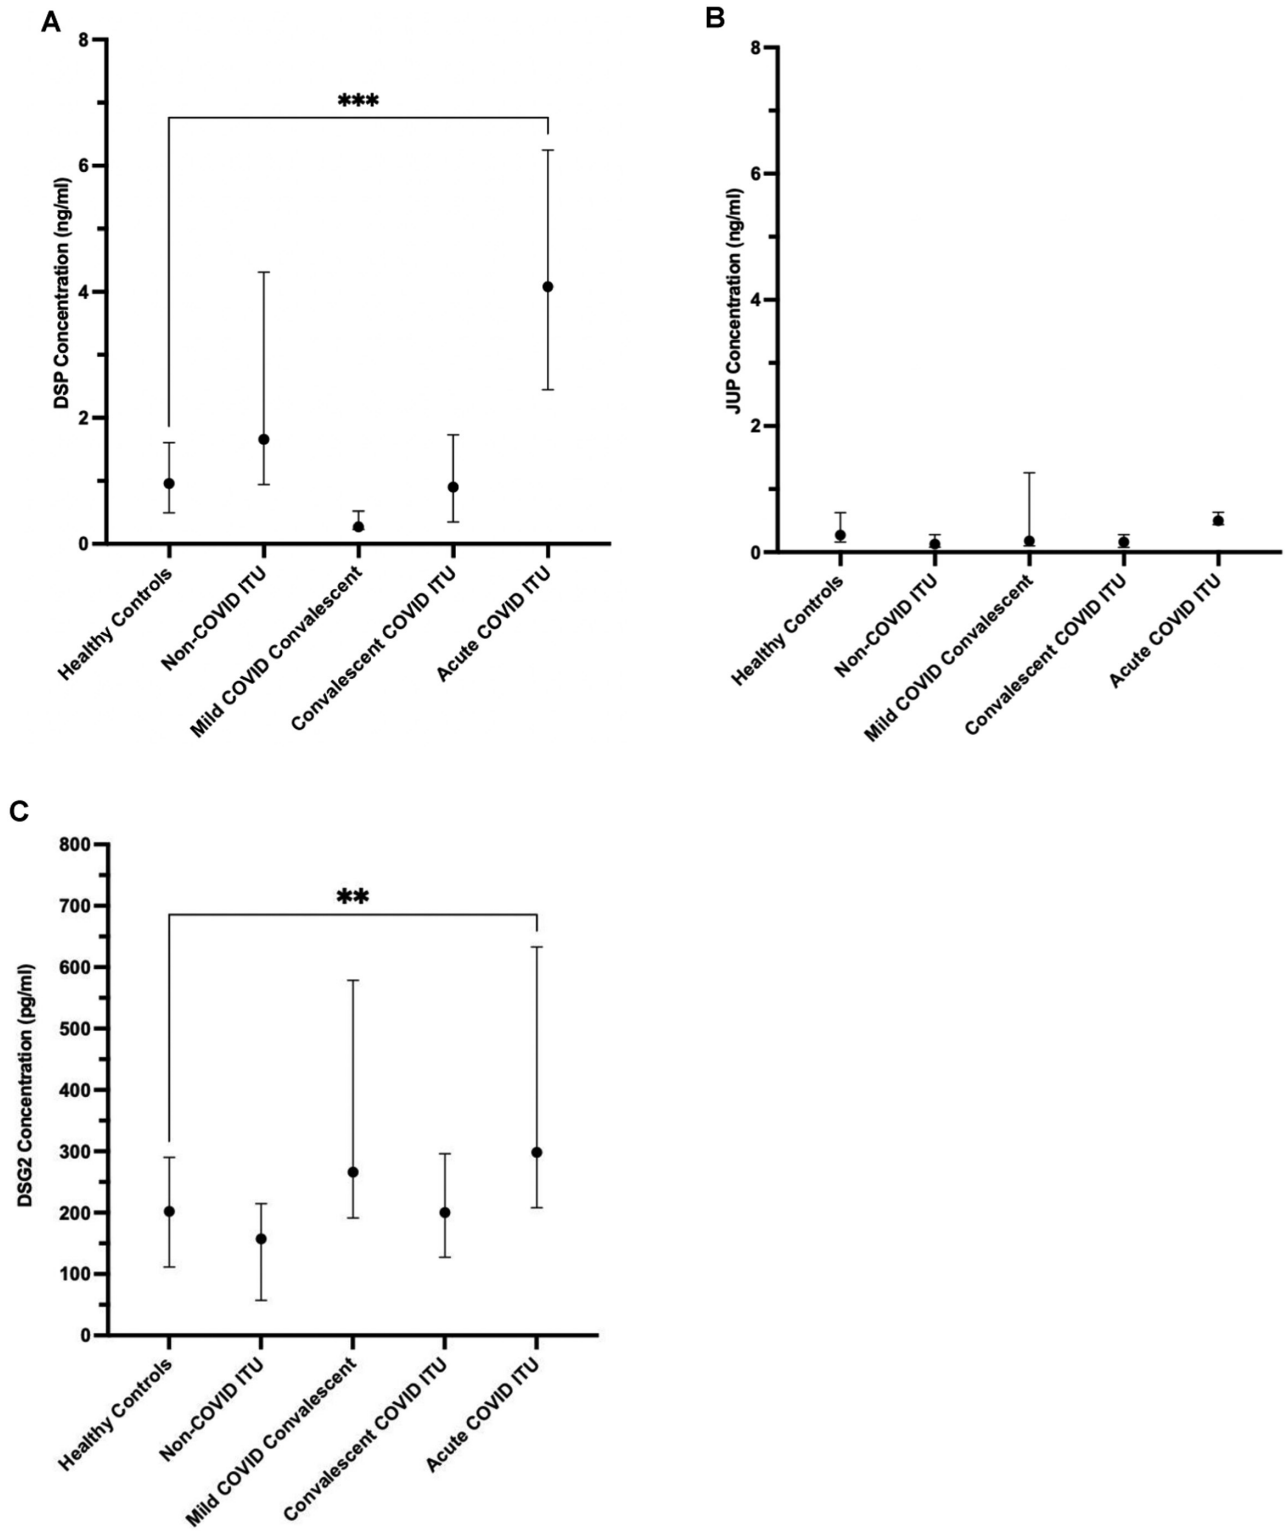 A
DSP Concentration (ng/ml)
8
6
4
2
0
***
Healthy Controls
Non-COVID ITU
Mild COVID Convalescent
Convalescent COVID ITU
Acute COVID ITU
B
JUP Concentration (ng/ml)
8
6
4
2
0
Healthy Controls
Non-COVID ITU
Mild COVID Convalescent
Convalescent COVID ITU
Acute COVID ITU
C
DSG2 Concentration (pg/ml)
800
700
600
500
400
300
200
100
0
**
Healthy Controls
Non-COVID ITU
Mild COVID Convalescent
Convalescent COVID ITU
Acute COVID ITU